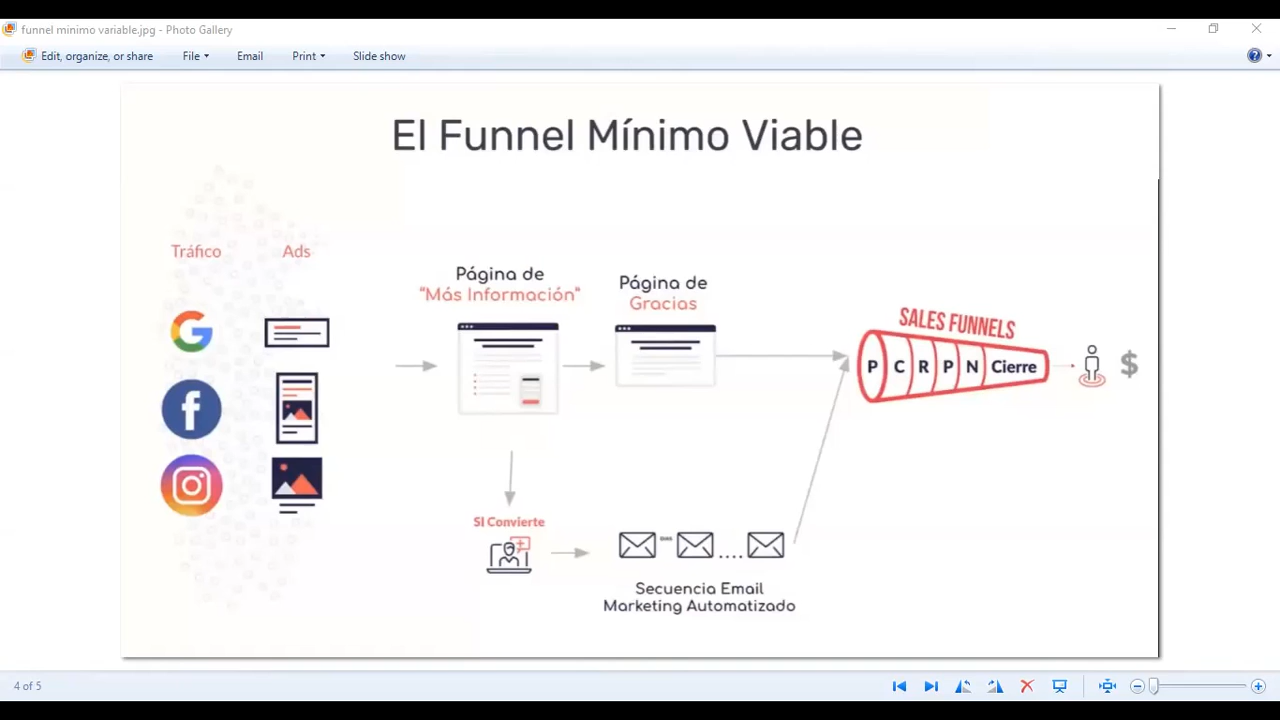 funnel minimo variable.jpg - Photo Gallery
Edit, organize, or share File Email Print Slide show
El Funnel Mínimo Viable
Tráfico
Ads
Página de
“Más Información”
Página de
Gracias
SALES FUNNELS
P C R P N Cierre
$
SI Convierte
Secuencia Email
Marketing Automatizado
4 of 5